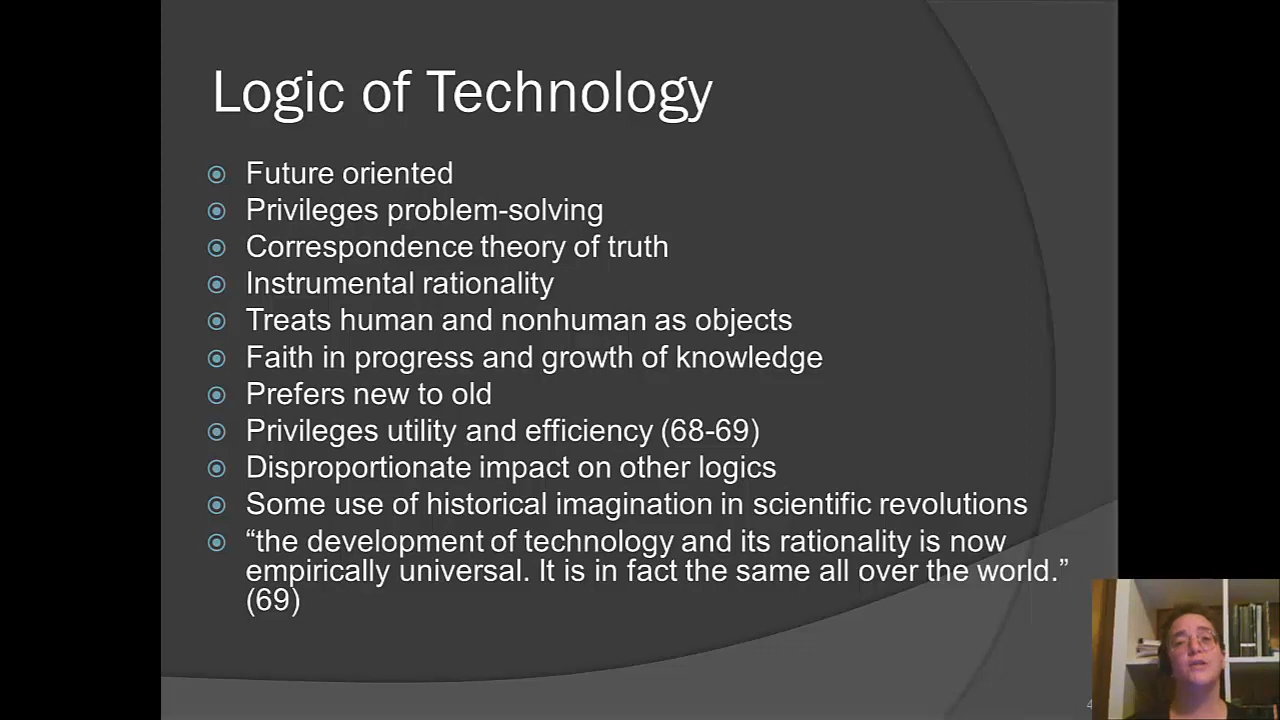 Logic of Technology
Future oriented
Privileges problem-solving
Correspondence theory of truth
Instrumental rationality
Treats human and nonhuman as objects
Faith in progress and growth of knowledge
Prefers new to old
Privileges utility and efficiency (68-69)
Disproportionate impact on other logics
Some use of historical imagination in scientific revolutions
“the development of technology and its rationality is now
empirically universal. It is in fact the same all over the world.”
(69)